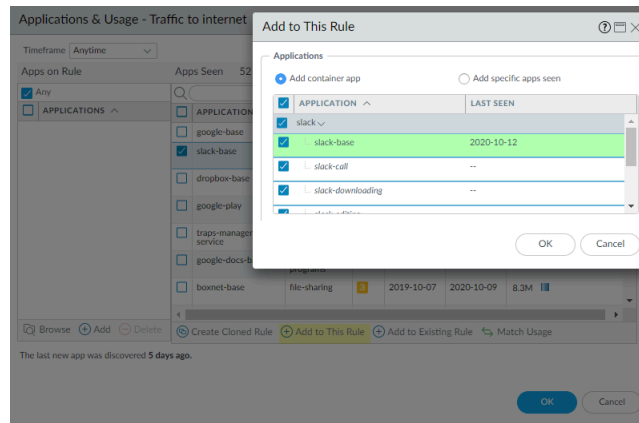 Applications & Usage - Traffic to internet
Timeframe Anytime
Apps on Rule
Apps Seen 52
Any
APPLICATIONS
APPLICATION
google-base
slack-base
dropbox-base
google-play
traps-manager
service
google-docs-b
programs
boxnet-base file-sharing 3 2019-10-07 2020-10-09 8.3M
Browse Add Delete
Create Cloned Rule Add to This Rule Add to Existing Rule Match Usage
The last new app was discovered 5 days ago.
OK Cancel
Add to This Rule
Applications
Add container app Add specific apps seen
APPLICATION LAST SEEN
slack
slack-base 2020-10-12
slack-call --
slack-downloading --
OK Cancel